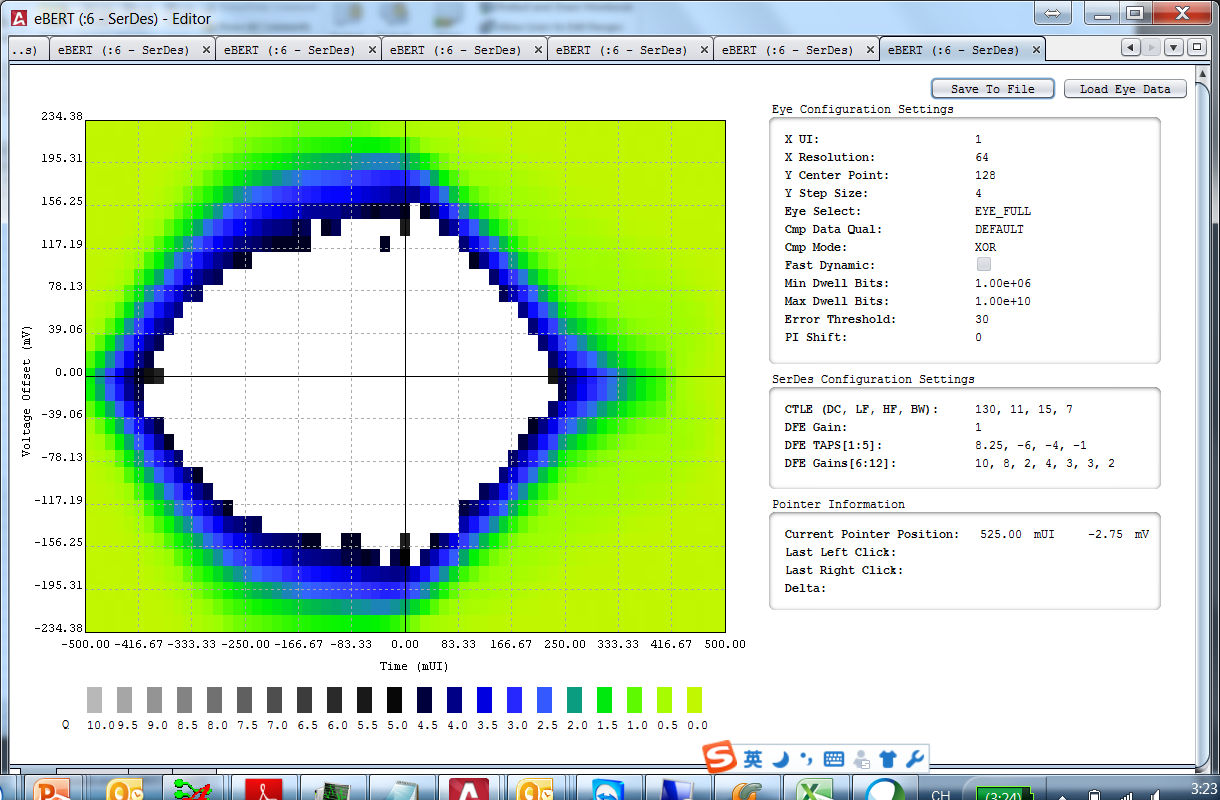 eBERT (:6 - SerDes) - Editor
..s) eBERT (:6 - SerDes) eBERT (:6 - SerDes) eBERT (:6 - SerDes) eBERT (:6 - SerDes) eBERT (:6 - SerDes) eBERT (:6 - SerDes)
Save To File Load Eye Data
Eye Configuration Settings
X UI: 1
X Resolution: 64
Y Center Point: 128
Y Step Size: 4
Eye Select: EYE_FULL
Cmp Data Qual: DEFAULT
Cmp Mode: XOR
Fast Dynamic:
Min Dwell Bits: 1.00e+06
Max Dwell Bits: 1.00e+10
Error Threshold: 30
PI Shift: 0
SerDes Configuration Settings
CTLE (DC, LF, HF, BW): 130, 11, 15, 7
DFE Gain: 1
DFE TAPS[1:5]: 8.25, -6, -4, -1
DFE Gains[6:12]: 10, 8, 2, 4, 3, 3, 2
Pointer Information
Current Pointer Position: 525.00 mUI -2.75 mV
Last Left Click:
Last Right Click:
Delta:
234.38
195.31
156.25
117.19
78.13
39.06
0.00
-39.06
-78.13
-117.19
-156.25
-195.31
-234.38
Voltage Offset (mV)
-500.00 -416.67 -333.33 -250.00 -166.67 -83.33 0.00 83.33 166.67 250.00 333.33 416.67 500.00
Time (mUI)
Q 10.0 9.5 9.0 8.5 8.0 7.5 7.0 6.5 6.0 5.5 5.0 4.5 4.0 3.5 3.0 2.5 2.0 1.5 1.0 0.5 0.0
英
CH (3:24) 3:23